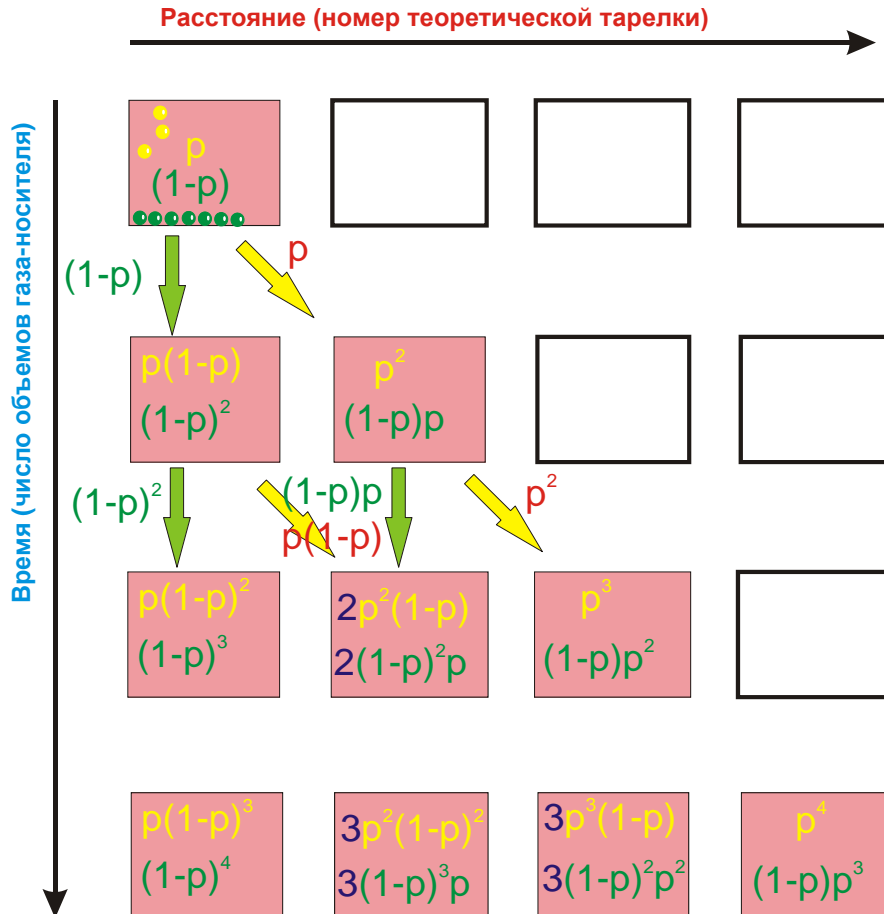 Расстояние (номер теоретической тарелки)
Время (число объемов газа-носителя)
p
(1-p)
(1-p)
p
p(1-p)
(1-p)²
p²
(1-p)p
(1-p)²
(1-p)p
p(1-p)
p²
p(1-p)²
(1-p)³
2p²(1-p)
2(1-p)²p
p³
(1-p)p²
p(1-p)³
(1-p)⁴
3p²(1-p)²
3(1-p)³p
3p³(1-p)
3(1-p)²p²
p⁴
(1-p)p³